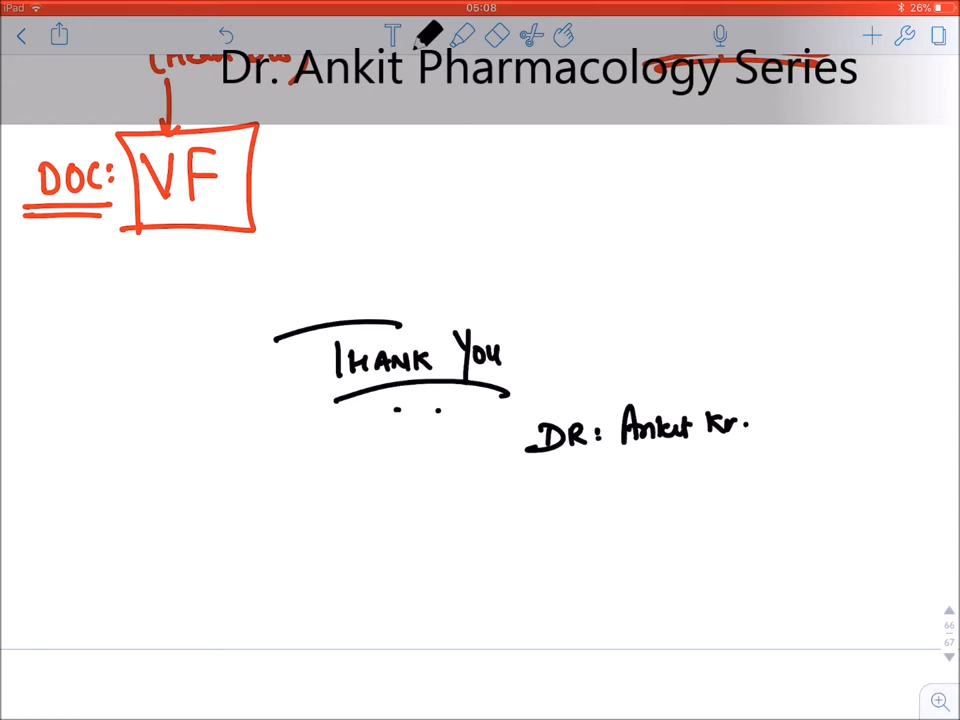 iPad 05:08 26%
T
Dr. Ankit Pharmacology Series
DOC: VF
THANK YOU
DR: Ankit Kr.
66
67